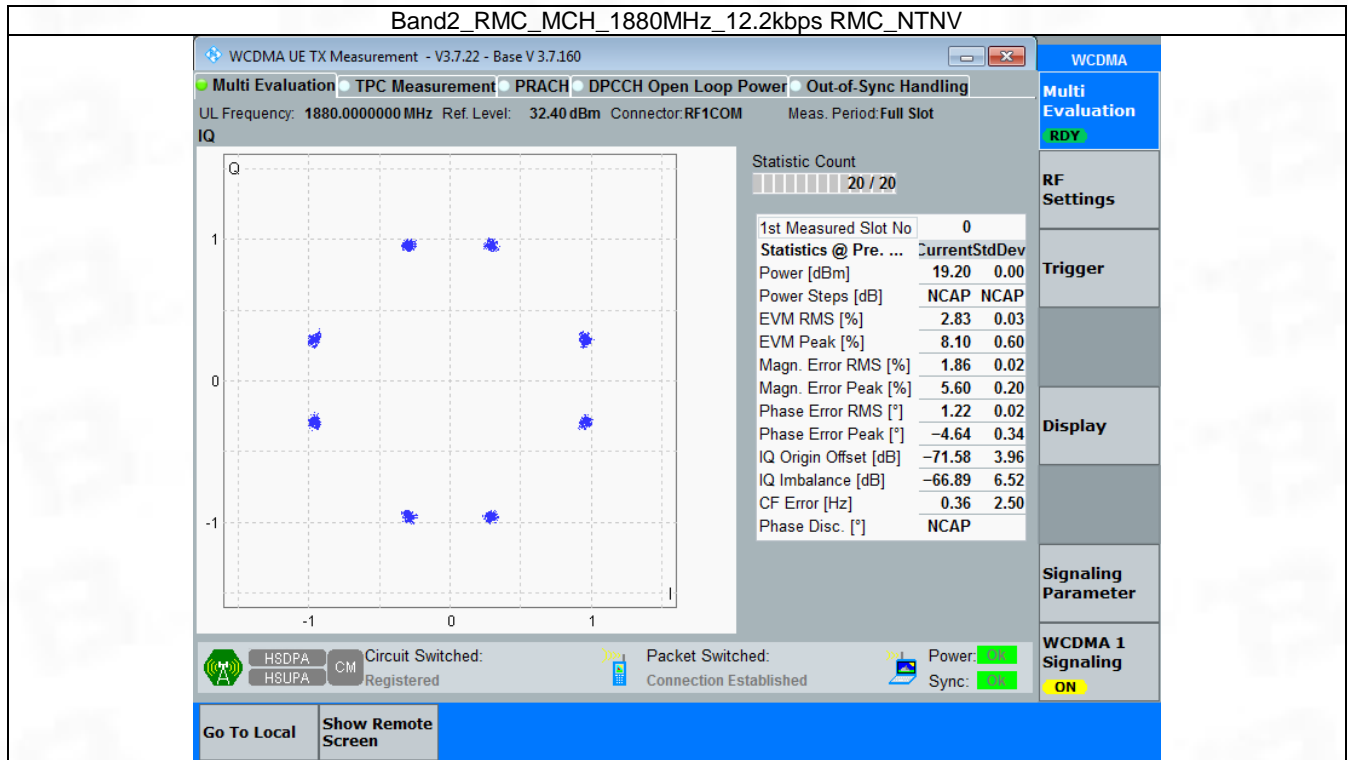 Band2_RMC_MCH_1880MHz_12.2kbps RMC_NTNV
WCDMA UE TX Measurement - V3.7.22 - Base V 3.7.160
WCDMA
Multi Evaluation TPC Measurement PRACH DPCCH Open Loop Power Out-of-Sync Handling
UL Frequency: 1880.0000000 MHz Ref. Level: 32.40 dBm Connector: RF1COM Meas. Period: Full Slot
IQ
Q
1
0
-1
I
-1 0 1
Statistic Count
20 / 20
1st Measured Slot No 0
Statistics @ Pre. ... Current StdDev
Power [dBm] 19.20 0.00
Power Steps [dB] NCAP NCAP
EVM RMS [%] 2.83 0.03
EVM Peak [%] 8.10 0.60
Magn. Error RMS [%] 1.86 0.02
Magn. Error Peak [%] 5.60 0.20
Phase Error RMS [°] 1.22 0.02
Phase Error Peak [°] −4.64 0.34
IQ Origin Offset [dB] −71.58 3.96
IQ Imbalance [dB] −66.89 6.52
CF Error [Hz] 0.36 2.50
Phase Disc. [°] NCAP
Multi
Evaluation
RDY
RF
Settings
Trigger
Display
Signaling
Parameter
WCDMA 1
Signaling
ON
HSDPA
HSUPA
CM
Circuit Switched:
Registered
Packet Switched:
Connection Established
Power: Ok
Sync: Ok
Go To Local
Show Remote
Screen